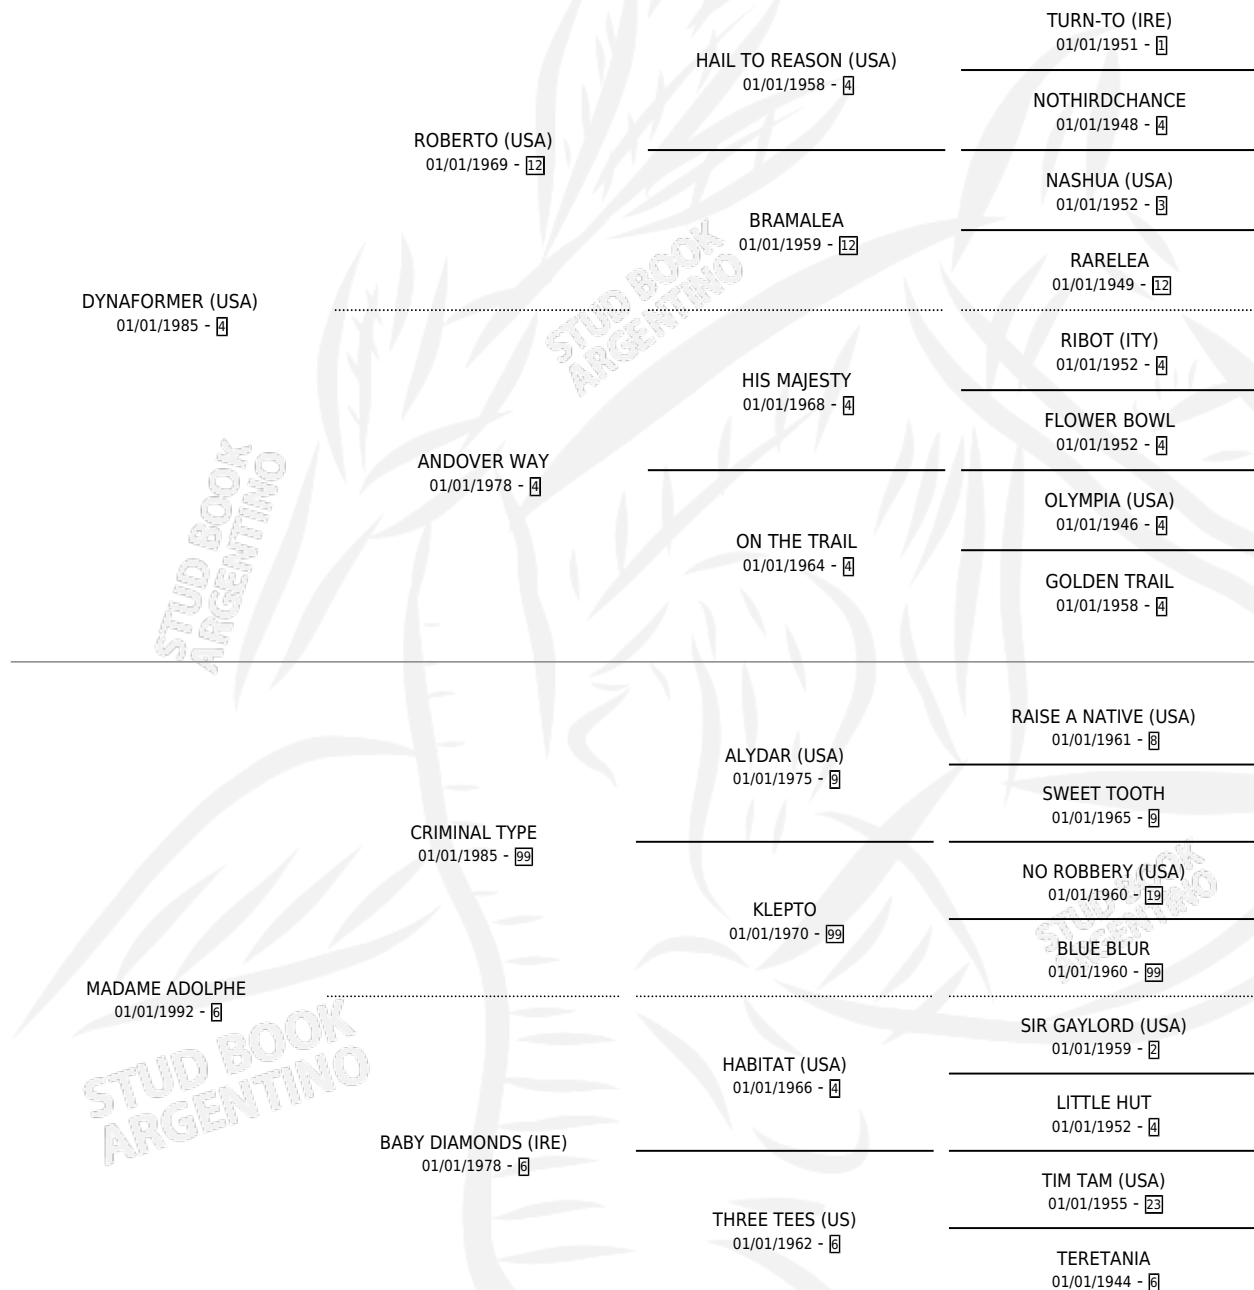 TURN-TO (IRE)
01/01/1951 - 1
HAIL TO REASON (USA)
01/01/1958 - 4
NOTHIRDCHANCE
01/01/1948 - 4
ROBERTO (USA)
01/01/1969 - 12
NASHUA (USA)
01/01/1952 - 3
BRAMALEA
01/01/1959 - 12
RARELEA
01/01/1949 - 12
DYNAFORMER (USA)
01/01/1985 - 4
RIBOT (ITY)
01/01/1952 - 4
HIS MAJESTY
01/01/1968 - 4
FLOWER BOWL
01/01/1952 - 4
ANDOVER WAY
01/01/1978 - 4
OLYMPIA (USA)
01/01/1946 - 4
ON THE TRAIL
01/01/1964 - 4
GOLDEN TRAIL
01/01/1958 - 4
RAISE A NATIVE (USA)
01/01/1961 - 8
ALYDAR (USA)
01/01/1975 - 9
SWEET TOOTH
01/01/1965 - 9
CRIMINAL TYPE
01/01/1985 - 99
NO ROBBERY (USA)
01/01/1960 - 19
KLEPTO
01/01/1970 - 99
BLUE BLUR
01/01/1960 - 99
MADAME ADOLPHE
01/01/1992 - 6
SIR GAYLORD (USA)
01/01/1959 - 2
HABITAT (USA)
01/01/1966 - 4
LITTLE HUT
01/01/1952 - 4
BABY DIAMONDS (IRE)
01/01/1978 - 6
TIM TAM (USA)
01/01/1955 - 23
THREE TEES (US)
01/01/1962 - 6
TERETANIA
01/01/1944 - 6
STUD BOOK
ARGENTINO
STUD BOOK
ARGENTINO
STUD BOOK
ARGENTINO
STUD BOOK
ARGENTINO